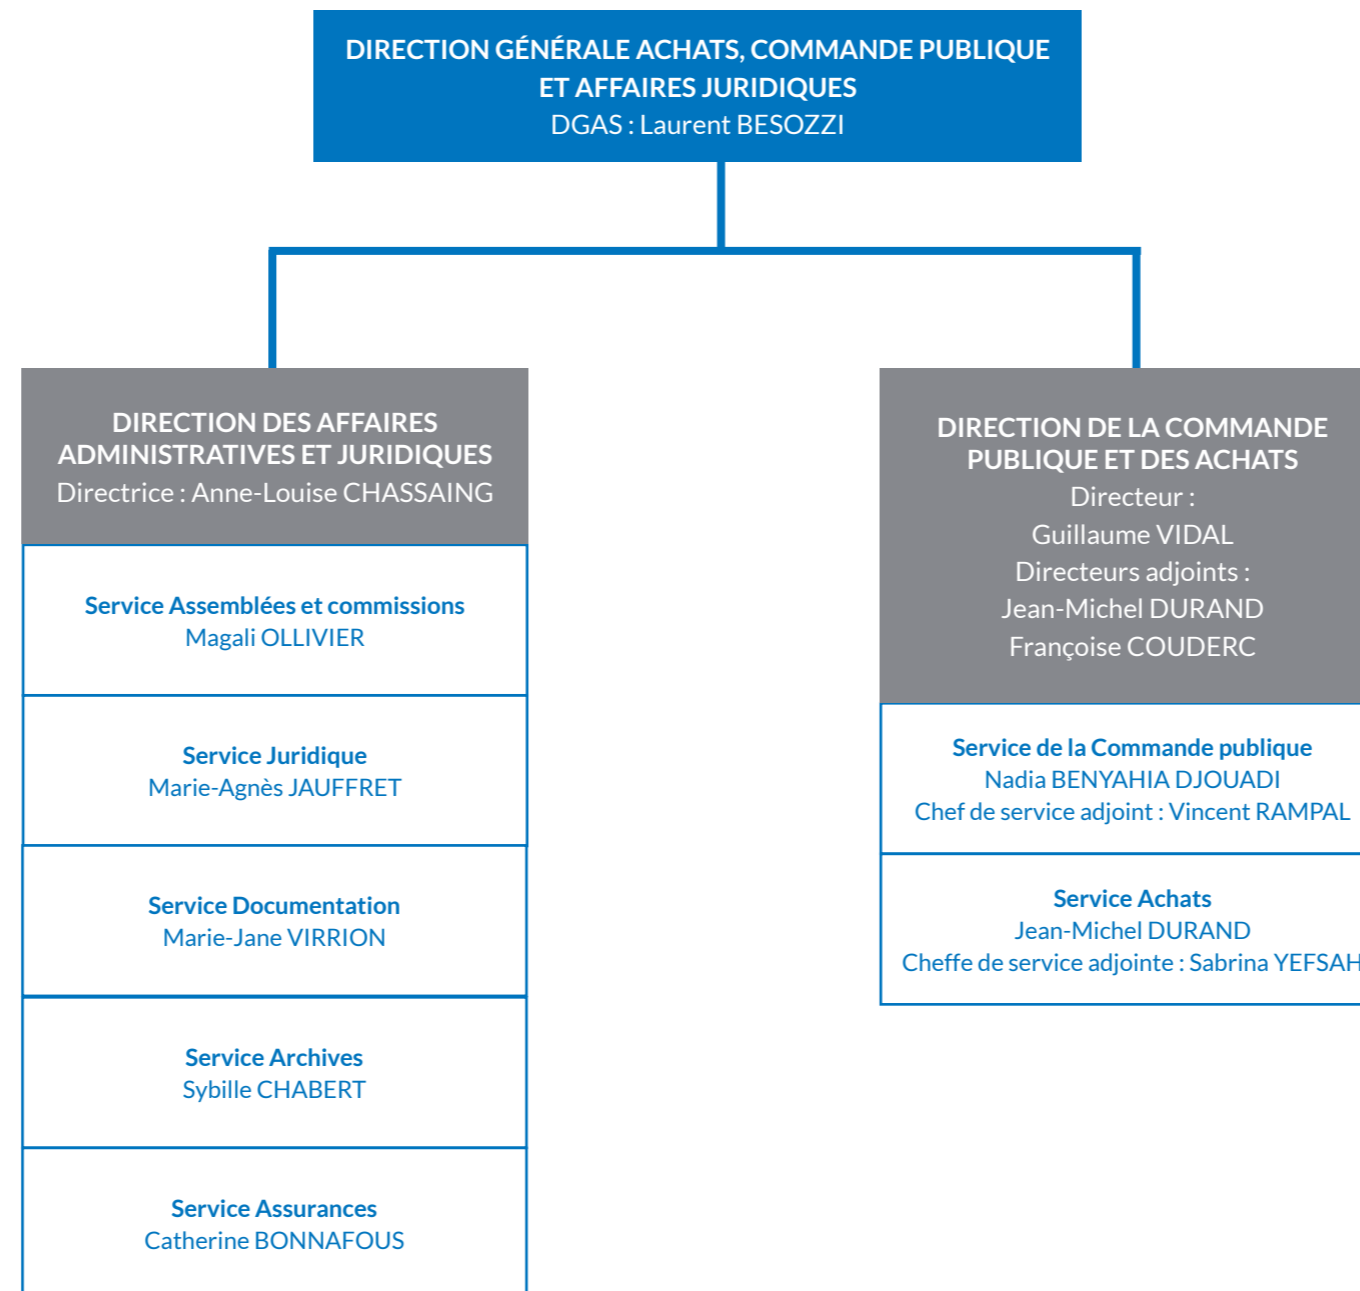 DIRECTION GÉNÉRALE ACHATS, COMMANDE PUBLIQUE
ET AFFAIRES JURIDIQUES
DGAS : Laurent BESOZZI
DIRECTION DES AFFAIRES
ADMINISTRATIVES ET JURIDIQUES
Directrice : Anne-Louise CHASSAING
Service Assemblées et commissions
Magali OLLIVIER
Service Juridique
Marie-Agnès JAUFFRET
Service Documentation
Marie-Jane VIRRION
Service Archives
Sybille CHABERT
Service Assurances
Catherine BONNAFOUS
DIRECTION DE LA COMMANDE
PUBLIQUE ET DES ACHATS
Directeur :
Guillaume VIDAL
Directeurs adjoints :
Jean-Michel DURAND
Françoise COUDERC
Service de la Commande publique
Nadia BENYAHIA DJOUADI
Chef de service adjoint : Vincent RAMPAL
Service Achats
Jean-Michel DURAND
Cheffe de service adjointe : Sabrina YEFSAH